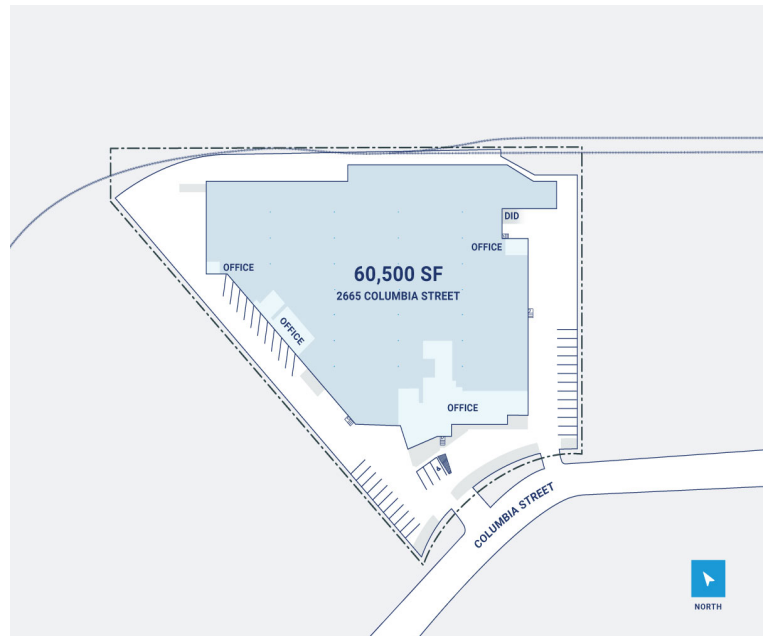 DID
OFFICE
OFFICE
60,500 SF
2665 COLUMBIA STREET
OFFICE
OFFICE
COLUMBIA STREET
NORTH